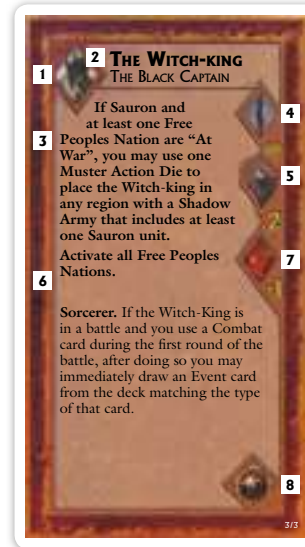 2 THE WITCH-KING
1 THE BLACK CAPTAIN
If Sauron and
at least one Free
3 Peoples Nation are “At
War”, you may use one
Muster Action Die to
place the Witch-king in
any region with a Shadow
Army that includes at least
one Sauron unit.
Activate all Free Peoples
Nations.
4
5
7
6
Sorcerer. If the Witch-King is
in a battle and you use a Combat
card during the first round of the
battle, after doing so you may
immediately draw an Event card
from the deck matching the type
of that card.
8
3/3